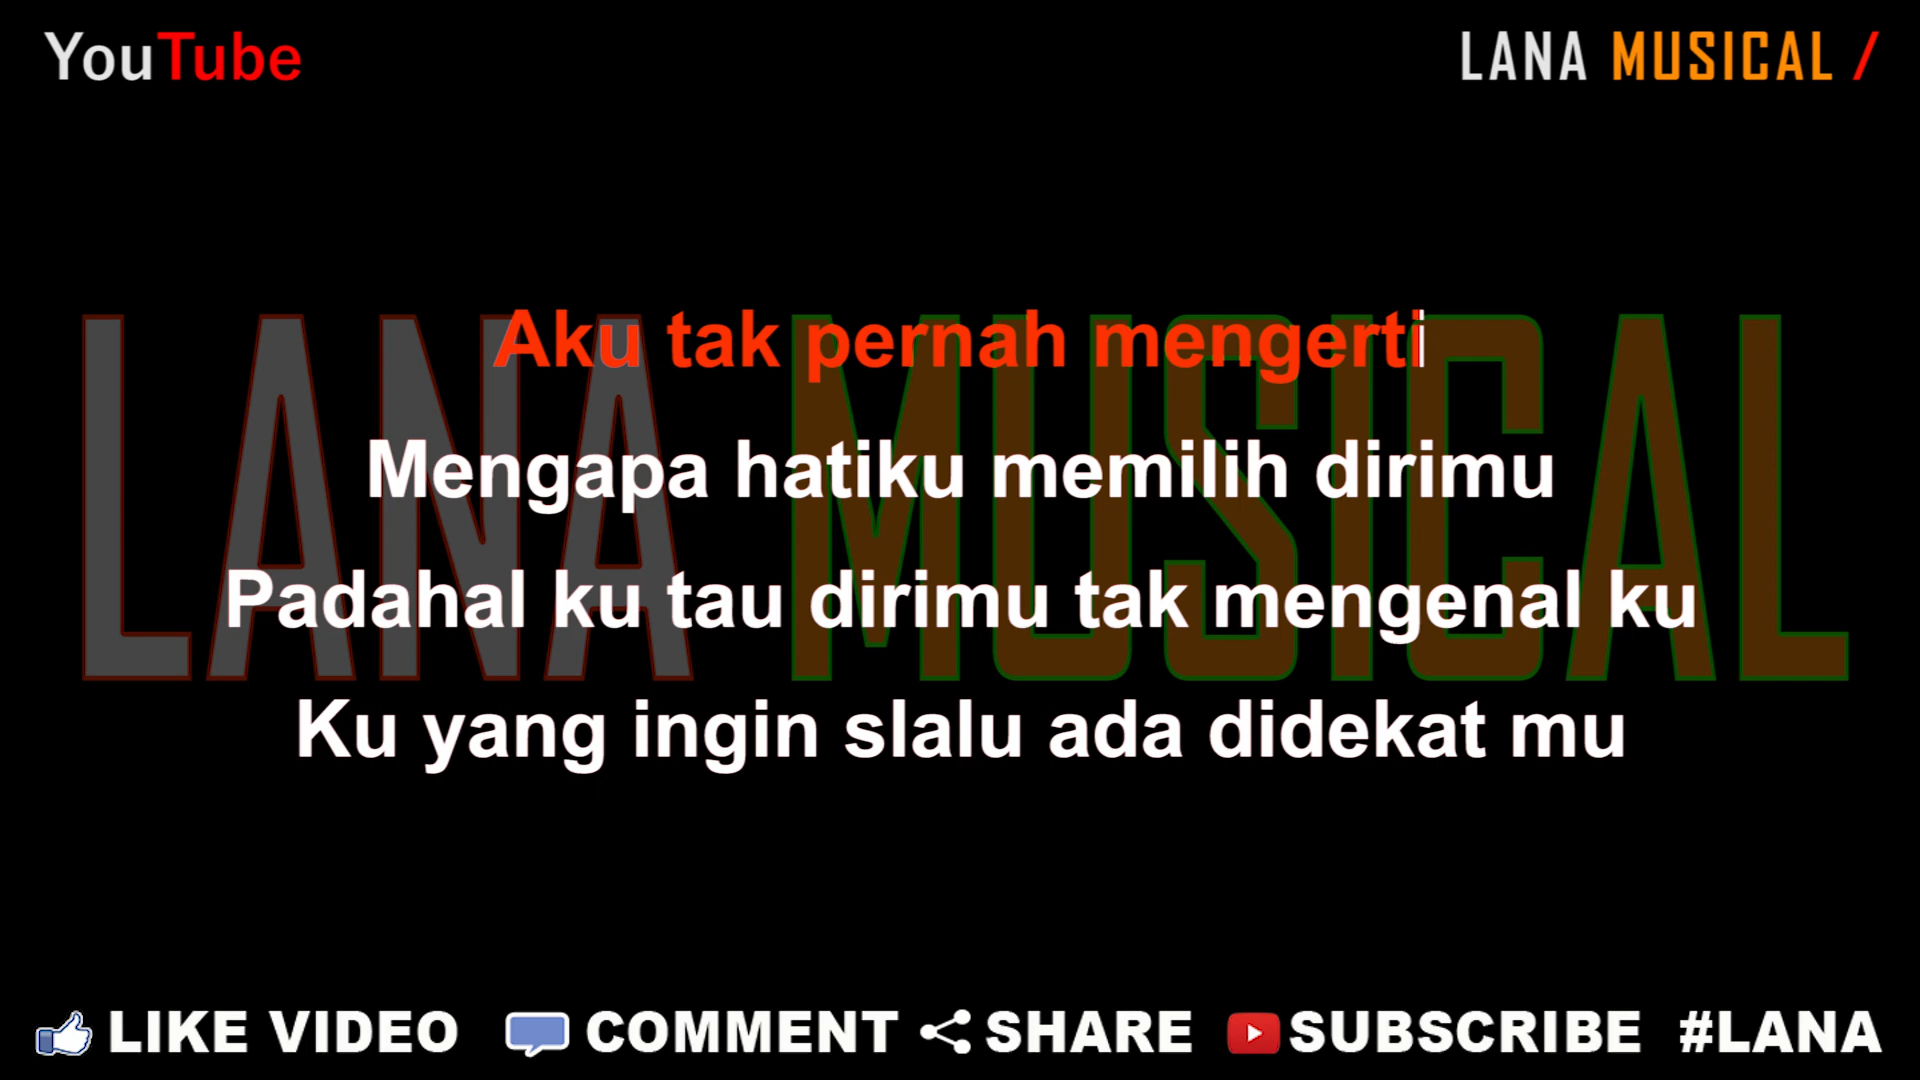 YouTube
LANA MUSICAL /
LANA MUSICAL
Aku tak pernah mengerti
Mengapa hatiku memilih dirimu
Padahal ku tau dirimu tak mengenal ku
Ku yang ingin slalu ada didekat mu
LIKE VIDEO COMMENT SHARE SUBSCRIBE #LANA